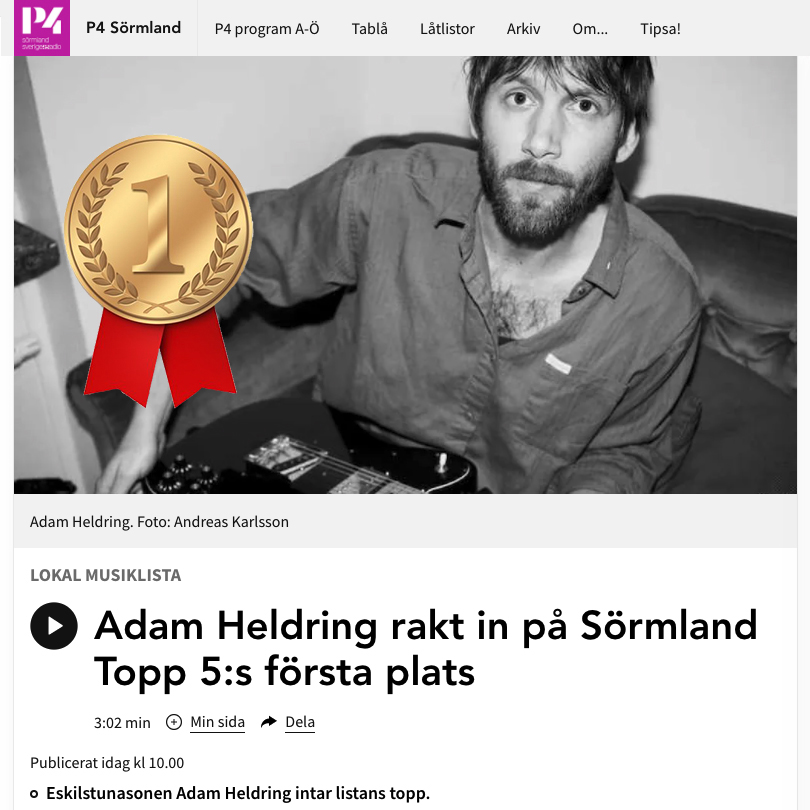 P4
sörmland
sverigesradio
P4 Sörmland
P4 program A-Ö
Tablå
Låtlistor
Arkiv
Om...
Tipsa!
1
Adam Heldring. Foto: Andreas Karlsson
LOKAL MUSIKLISTA
Adam Heldring rakt in på Sörmland
Topp 5:s första plats
3:02 min
Min sida
Dela
Publicerat idag kl 10.00
Eskilstunasonen Adam Heldring intar listans topp.